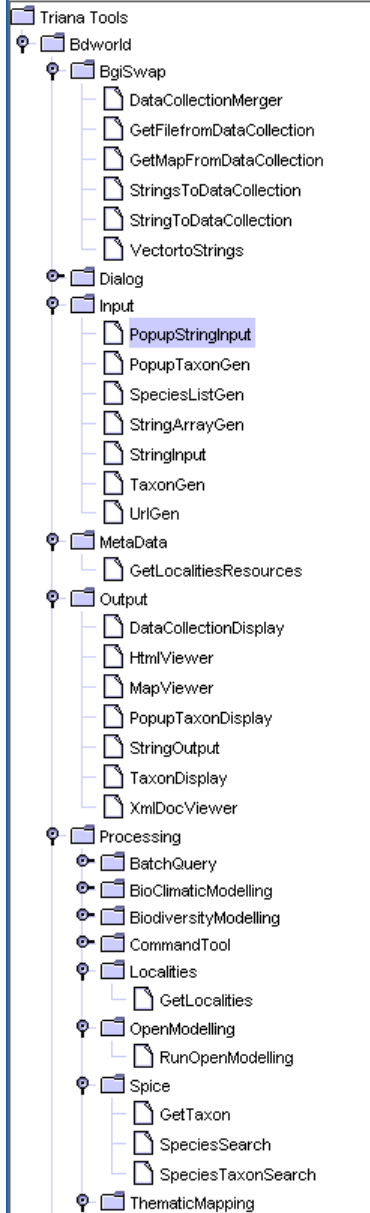 Triana Tools
Bdworld
BgiSwap
DataCollectionMerger
GetFilefromDataCollection
GetMapFromDataCollection
StringsToDataCollection
StringToDataCollection
VectortoStrings
Dialog
Input
PopupStringInput
PopupTaxonGen
SpeciesListGen
StringArrayGen
StringInput
TaxonGen
UrlGen
MetaData
GetLocalitiesResources
Output
DataCollectionDisplay
HtmlViewer
MapViewer
PopupTaxonDisplay
StringOutput
TaxonDisplay
XmlDocViewer
Processing
BatchQuery
BioClimaticModelling
BiodiversityModelling
CommandTool
Localities
GetLocalities
OpenModelling
RunOpenModelling
Spice
GetTaxon
SpeciesSearch
SpeciesTaxonSearch
ThematicMapping